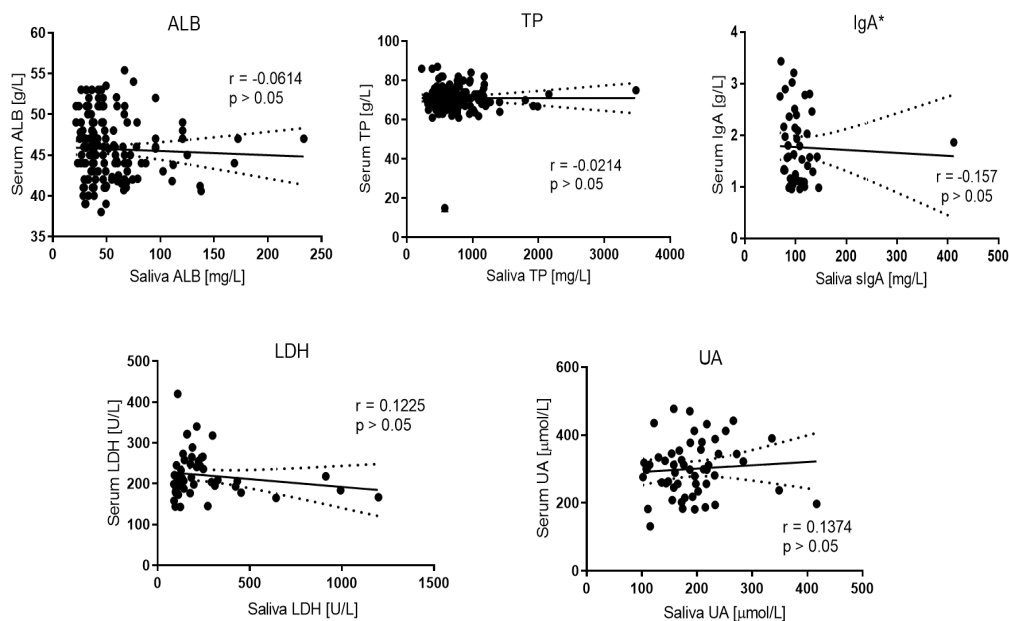 ALB
60
55
50
45
40
35
Serum ALB [g/L]
r = -0.0614
p > 0.05
0
50
100
150
200
250
Saliva ALB [mg/L]
TP
100
80
60
40
20
0
Serum TP [g/L]
r = -0.0214
p > 0.05
0
1000
2000
3000
4000
Saliva TP [mg/L]
IgA*
4
3
2
1
0
Serum IgA [g/L]
r = -0.157
p > 0.05
0
100
200
300
400
500
Saliva sIgA [mg/L]
LDH
500
400
300
200
100
0
Serum LDH [U/L]
r = 0.1225
p > 0.05
0
500
1000
1500
Saliva LDH [U/L]
UA
600
400
200
0
Serum UA [µmol/L]
r = 0.1374
p > 0.05
0
100
200
300
400
500
Saliva UA [µmol/L]